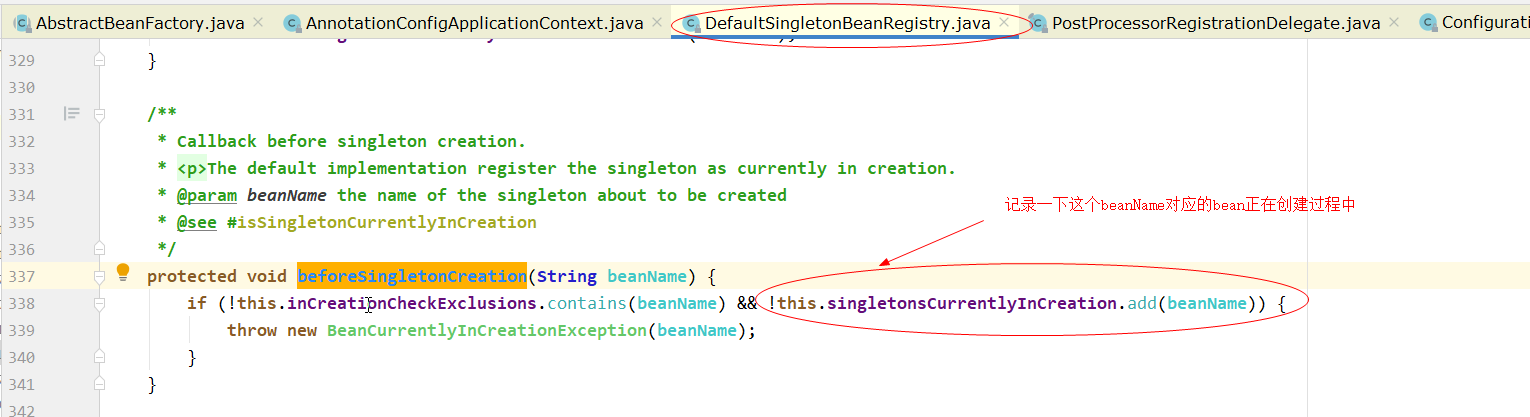 AbstractBeanFactory.java × AnnotationConfigApplicationContext.java × DefaultSingletonBeanRegistry.java × PostProcessorRegistrationDelegate.java × Configurati
329 }
330
331 /**
332 * Callback before singleton creation.
333 * <p>The default implementation register the singleton as currently in creation.
334 * @param beanName the name of the singleton about to be created
335 * @see #isSingletonCurrentlyInCreation
记录一下这个beanName对应的bean正在创建过程中
336 */
337 protected void beforeSingletonCreation(String beanName) {
338 if (!this.inCreationCheckExclusions.contains(beanName) && !this.singletonsCurrentlyInCreation.add(beanName)) {
339 throw new BeanCurrentlyInCreationException(beanName);
340 }
341 }
342